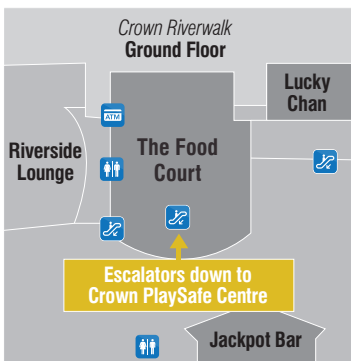 Crown Riverwalk
Ground Floor
Lucky
Chan
ATM
Riverside
Lounge
The Food
Court
Escalators down to
Crown PlaySafe Centre
Jackpot Bar